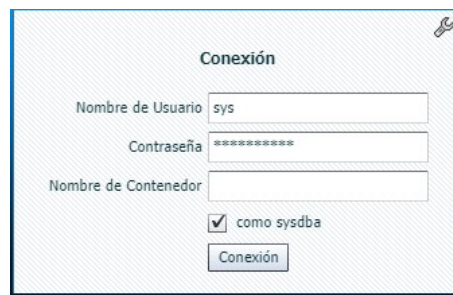 Conexión
Nombre de Usuario sys
Contraseña **********
Nombre de Contenedor
como sysdba
Conexión